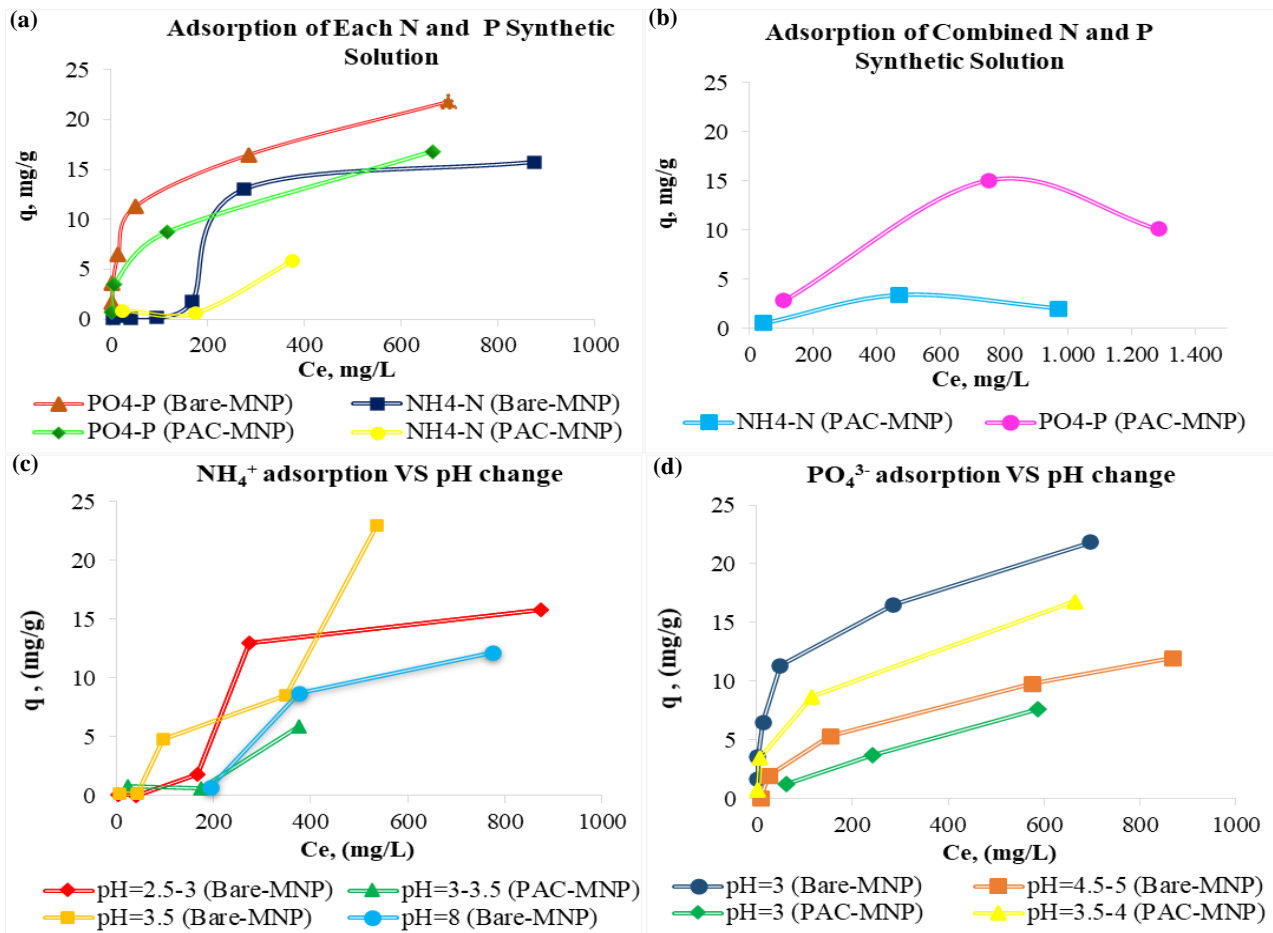 (a)
Adsorption of Each N and P Synthetic
Solution
25
20
15
10
5
0
q, mg/g
0 200 400 600 800 1000
Ce, mg/L
PO4-P (Bare-MNP) NH4-N (Bare-MNP)
PO4-P (PAC-MNP) NH4-N (PAC-MNP)
(b)
Adsorption of Combined N and P
Synthetic Solution
25
20
15
10
5
0
q, mg/g
0 200 400 600 800 1.000 1.200 1.400
Ce, mg/L
NH4-N (PAC-MNP) PO4-P (PAC-MNP)
(c)
NH₄⁺ adsorption VS pH change
25
20
15
10
5
0
q , (mg/g)
0 200 400 600 800 1000
Ce, (mg/L)
pH=2.5-3 (Bare-MNP) pH=3-3.5 (PAC-MNP)
pH=3.5 (Bare-MNP) pH=8 (Bare-MNP)
(d)
PO₄³⁻ adsorption VS pH change
25
20
15
10
5
0
q , (mg/g)
0 200 400 600 800 1000
Ce, (mg/L)
pH=3 (Bare-MNP) pH=4.5-5 (Bare-MNP)
pH=3 (PAC-MNP) pH=3.5-4 (PAC-MNP)